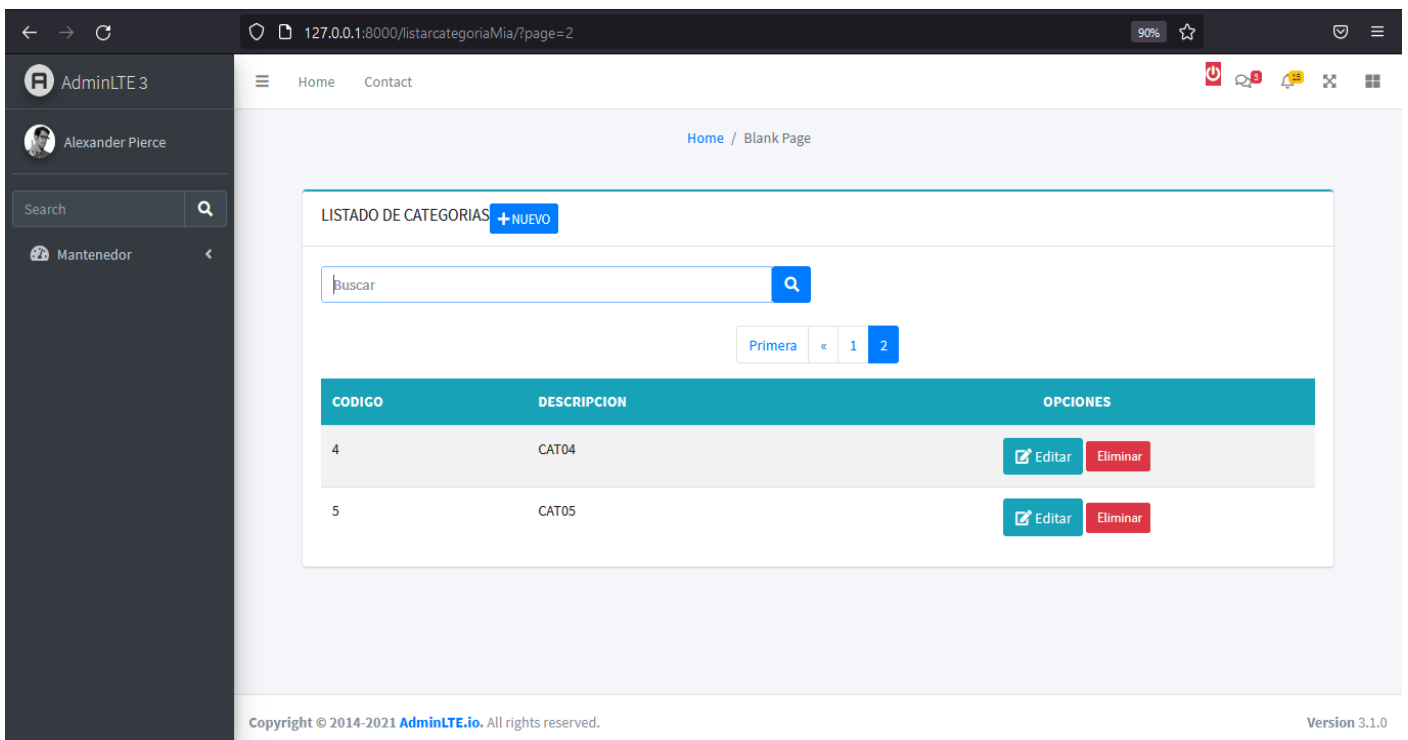 127.0.0.1:8000/listarcategoriaMia/?page=2 90%
AdminLTE 3
Home Contact
3 15
Alexander Pierce
Home / Blank Page
Search
Mantenedor
LISTADO DE CATEGORIAS NUEVO
Buscar
Primera « 1 2
CODIGO DESCRIPCION OPCIONES
4 CAT04 Editar Eliminar
5 CAT05 Editar Eliminar
Copyright © 2014-2021 AdminLTE.io. All rights reserved. Version 3.1.0